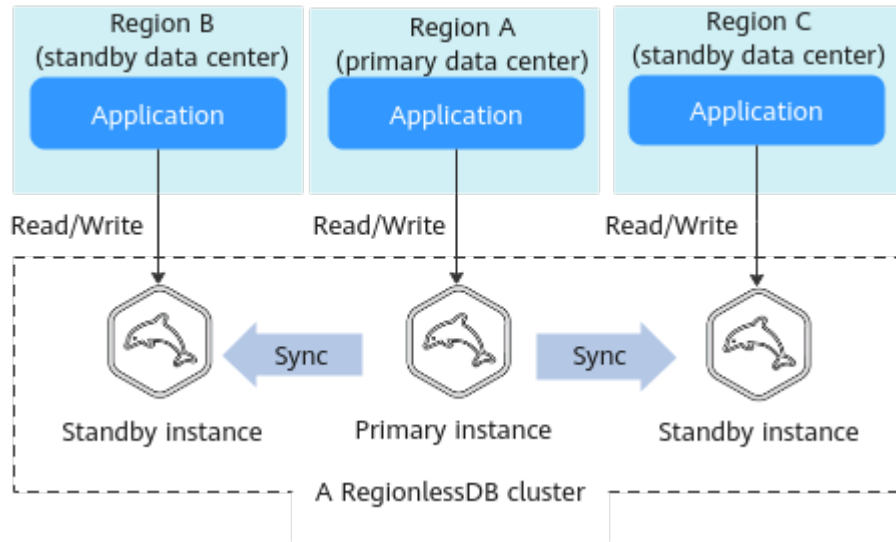 Region B
(standby data center)
Application
Region A
(primary data center)
Application
Region C
(standby data center)
Application
Read/Write
Read/Write
Read/Write
Sync
Sync
Standby instance
Primary instance
Standby instance
A RegionlessDB cluster